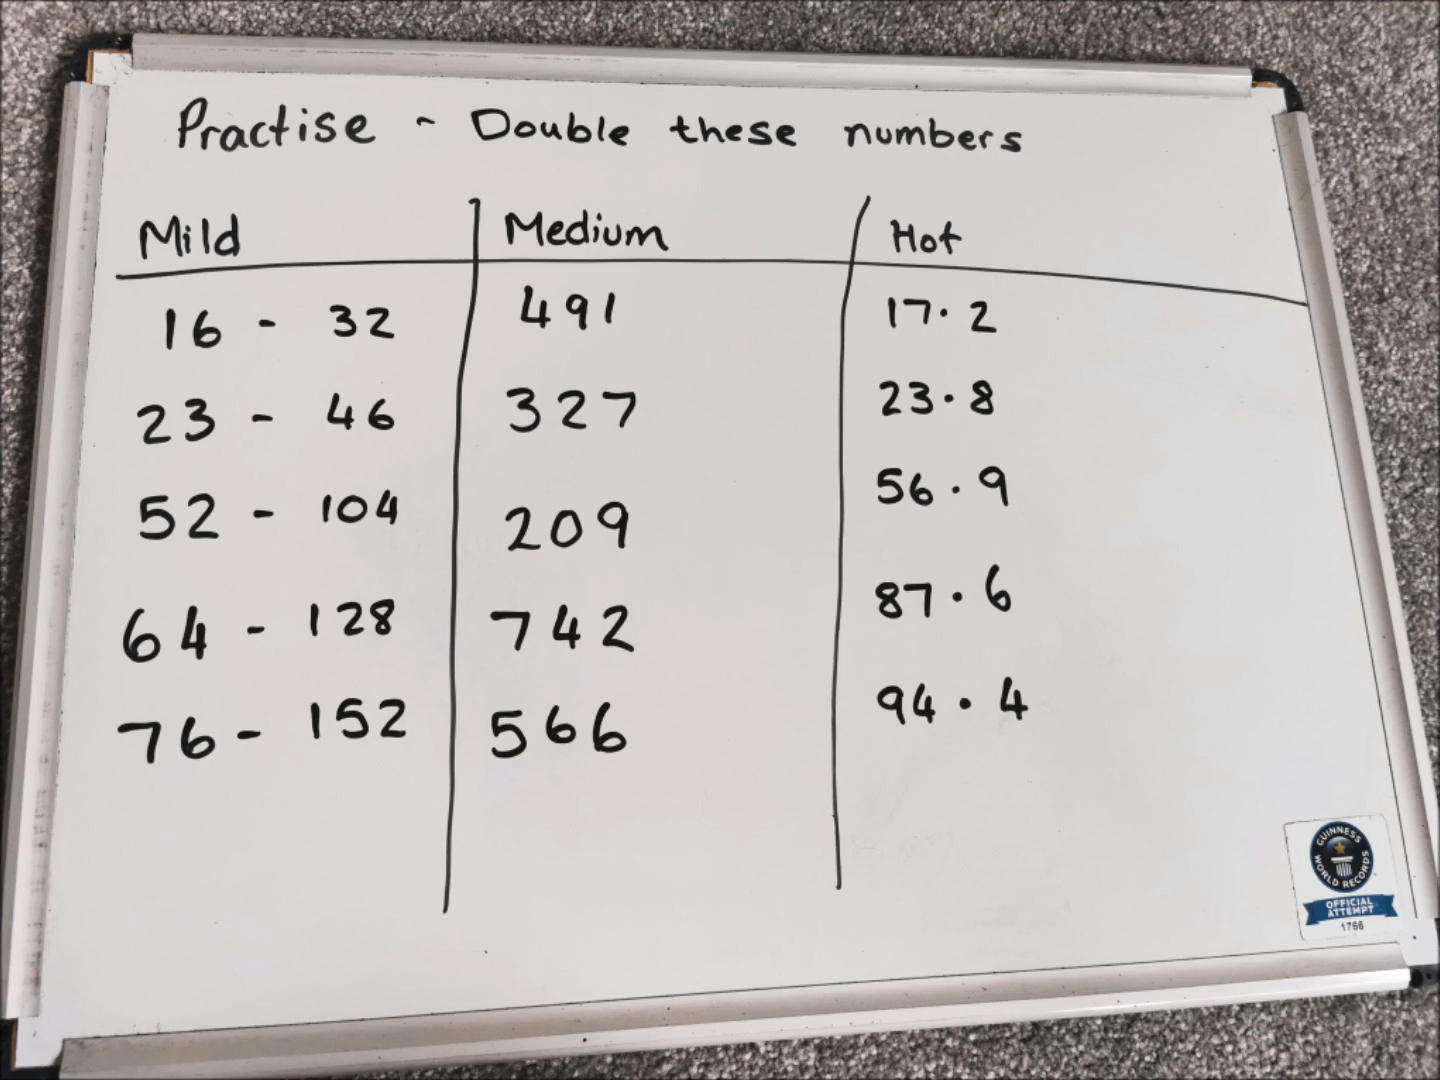 Practise - Double these numbers
Mild
Medium
Hot
16 - 32
23 - 46
52 - 104
64 - 128
76 - 152
491
327
209
742
566
17.2
23.8
56.9
87.6
94.4
GUINNESS
WORLD RECORDS
OFFICIAL
ATTEMPT
1766